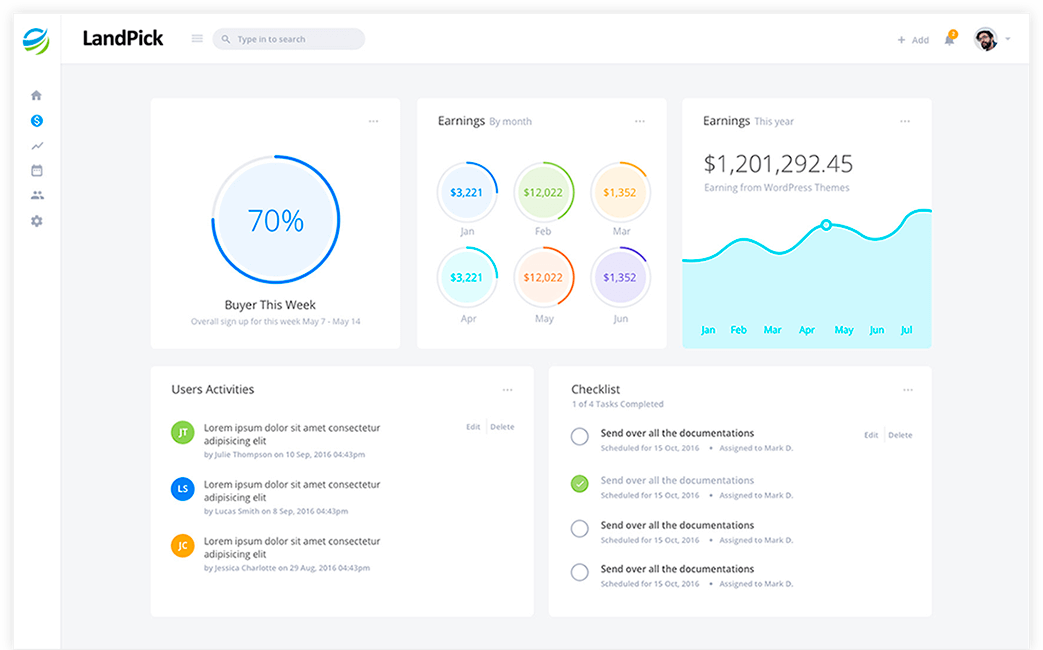 LandPick
Type in to search
+ Add
3
70%
Buyer This Week
Overall sign up for this week May 7 - May 14
Earnings By month
$3,221
$12,022
$1,352
Jan
Feb
Mar
$3,221
$12,022
$1,352
Apr
May
Jun
Earnings This year
$1,201,292.45
Earning from WordPress Themes
Jan Feb Mar Apr May Jun Jul
Users Activities
JT
Lorem ipsum dolor sit amet consectetur
adipisicing elit
by Julie Thompson on 10 Sep, 2016 04:43pm
Edit Delete
LS
Lorem ipsum dolor sit amet consectetur
adipisicing elit
by Lucas Smith on 8 Sep, 2016 04:43pm
JC
Lorem ipsum dolor sit amet consectetur
adipisicing elit
by Jessica Charlotte on 29 Aug, 2016 04:43pm
Checklist
1 of 4 Tasks Completed
Send over all the documentations
Scheduled for 15 Oct, 2016 • Assigned to Mark D.
Edit Delete
Send over all the documentations
Scheduled for 15 Oct, 2016 • Assigned to Mark D.
Send over all the documentations
Scheduled for 15 Oct, 2016 • Assigned to Mark D.
Send over all the documentations
Scheduled for 15 Oct, 2016 • Assigned to Mark D.